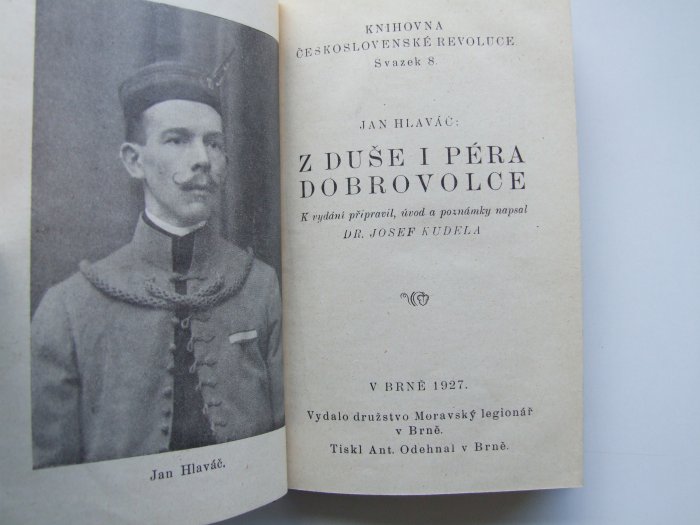 Jan Hlaváč.
KNIHOVNA
ČESKOSLOVENSKÉ REVOLUCE.
Svazek 8.
JAN HLAVÁČ:
Z DUŠE I PÉRA
DOBROVOLCE
K vydání připravil, úvod a poznámky napsal
DR. JOSEF KUDELA
V BRNĚ 1927.
Vydalo družstvo Moravský legionář
v Brně.
Tiskl Ant. Odehnal v Brně.